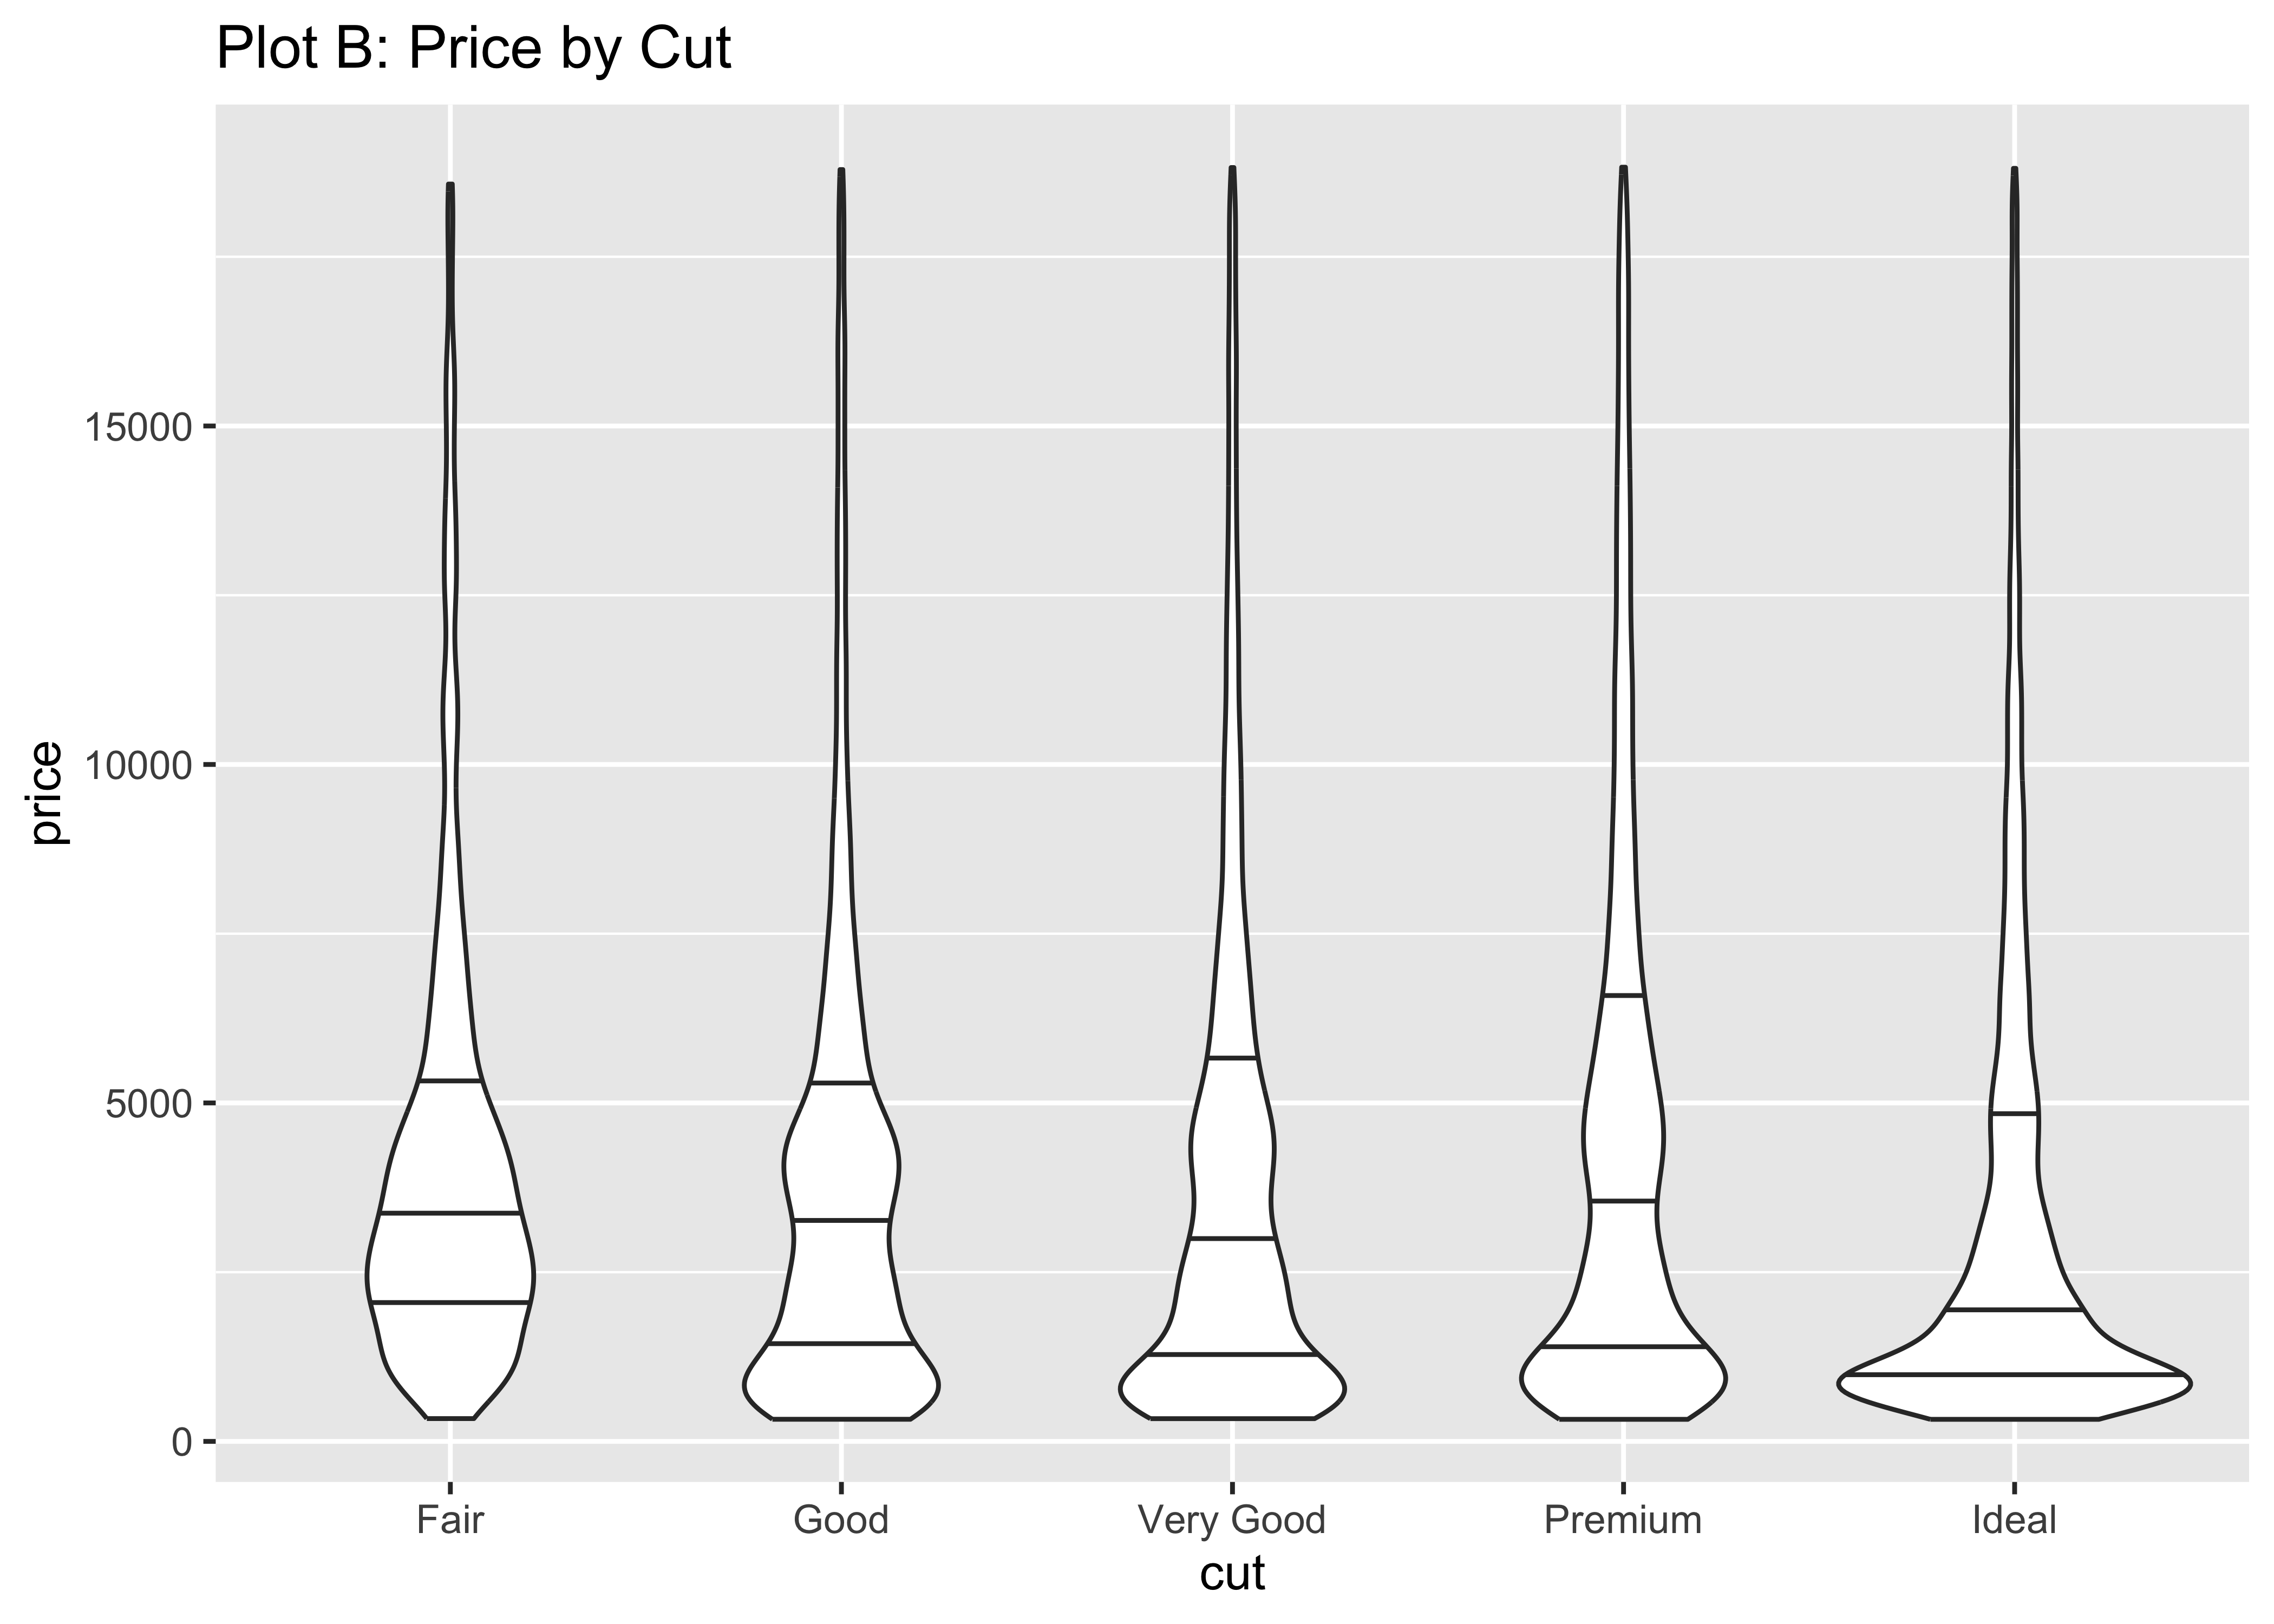 Plot B: Price by Cut
15000
10000
5000
0
price
Fair Good Very Good Premium Ideal
cut